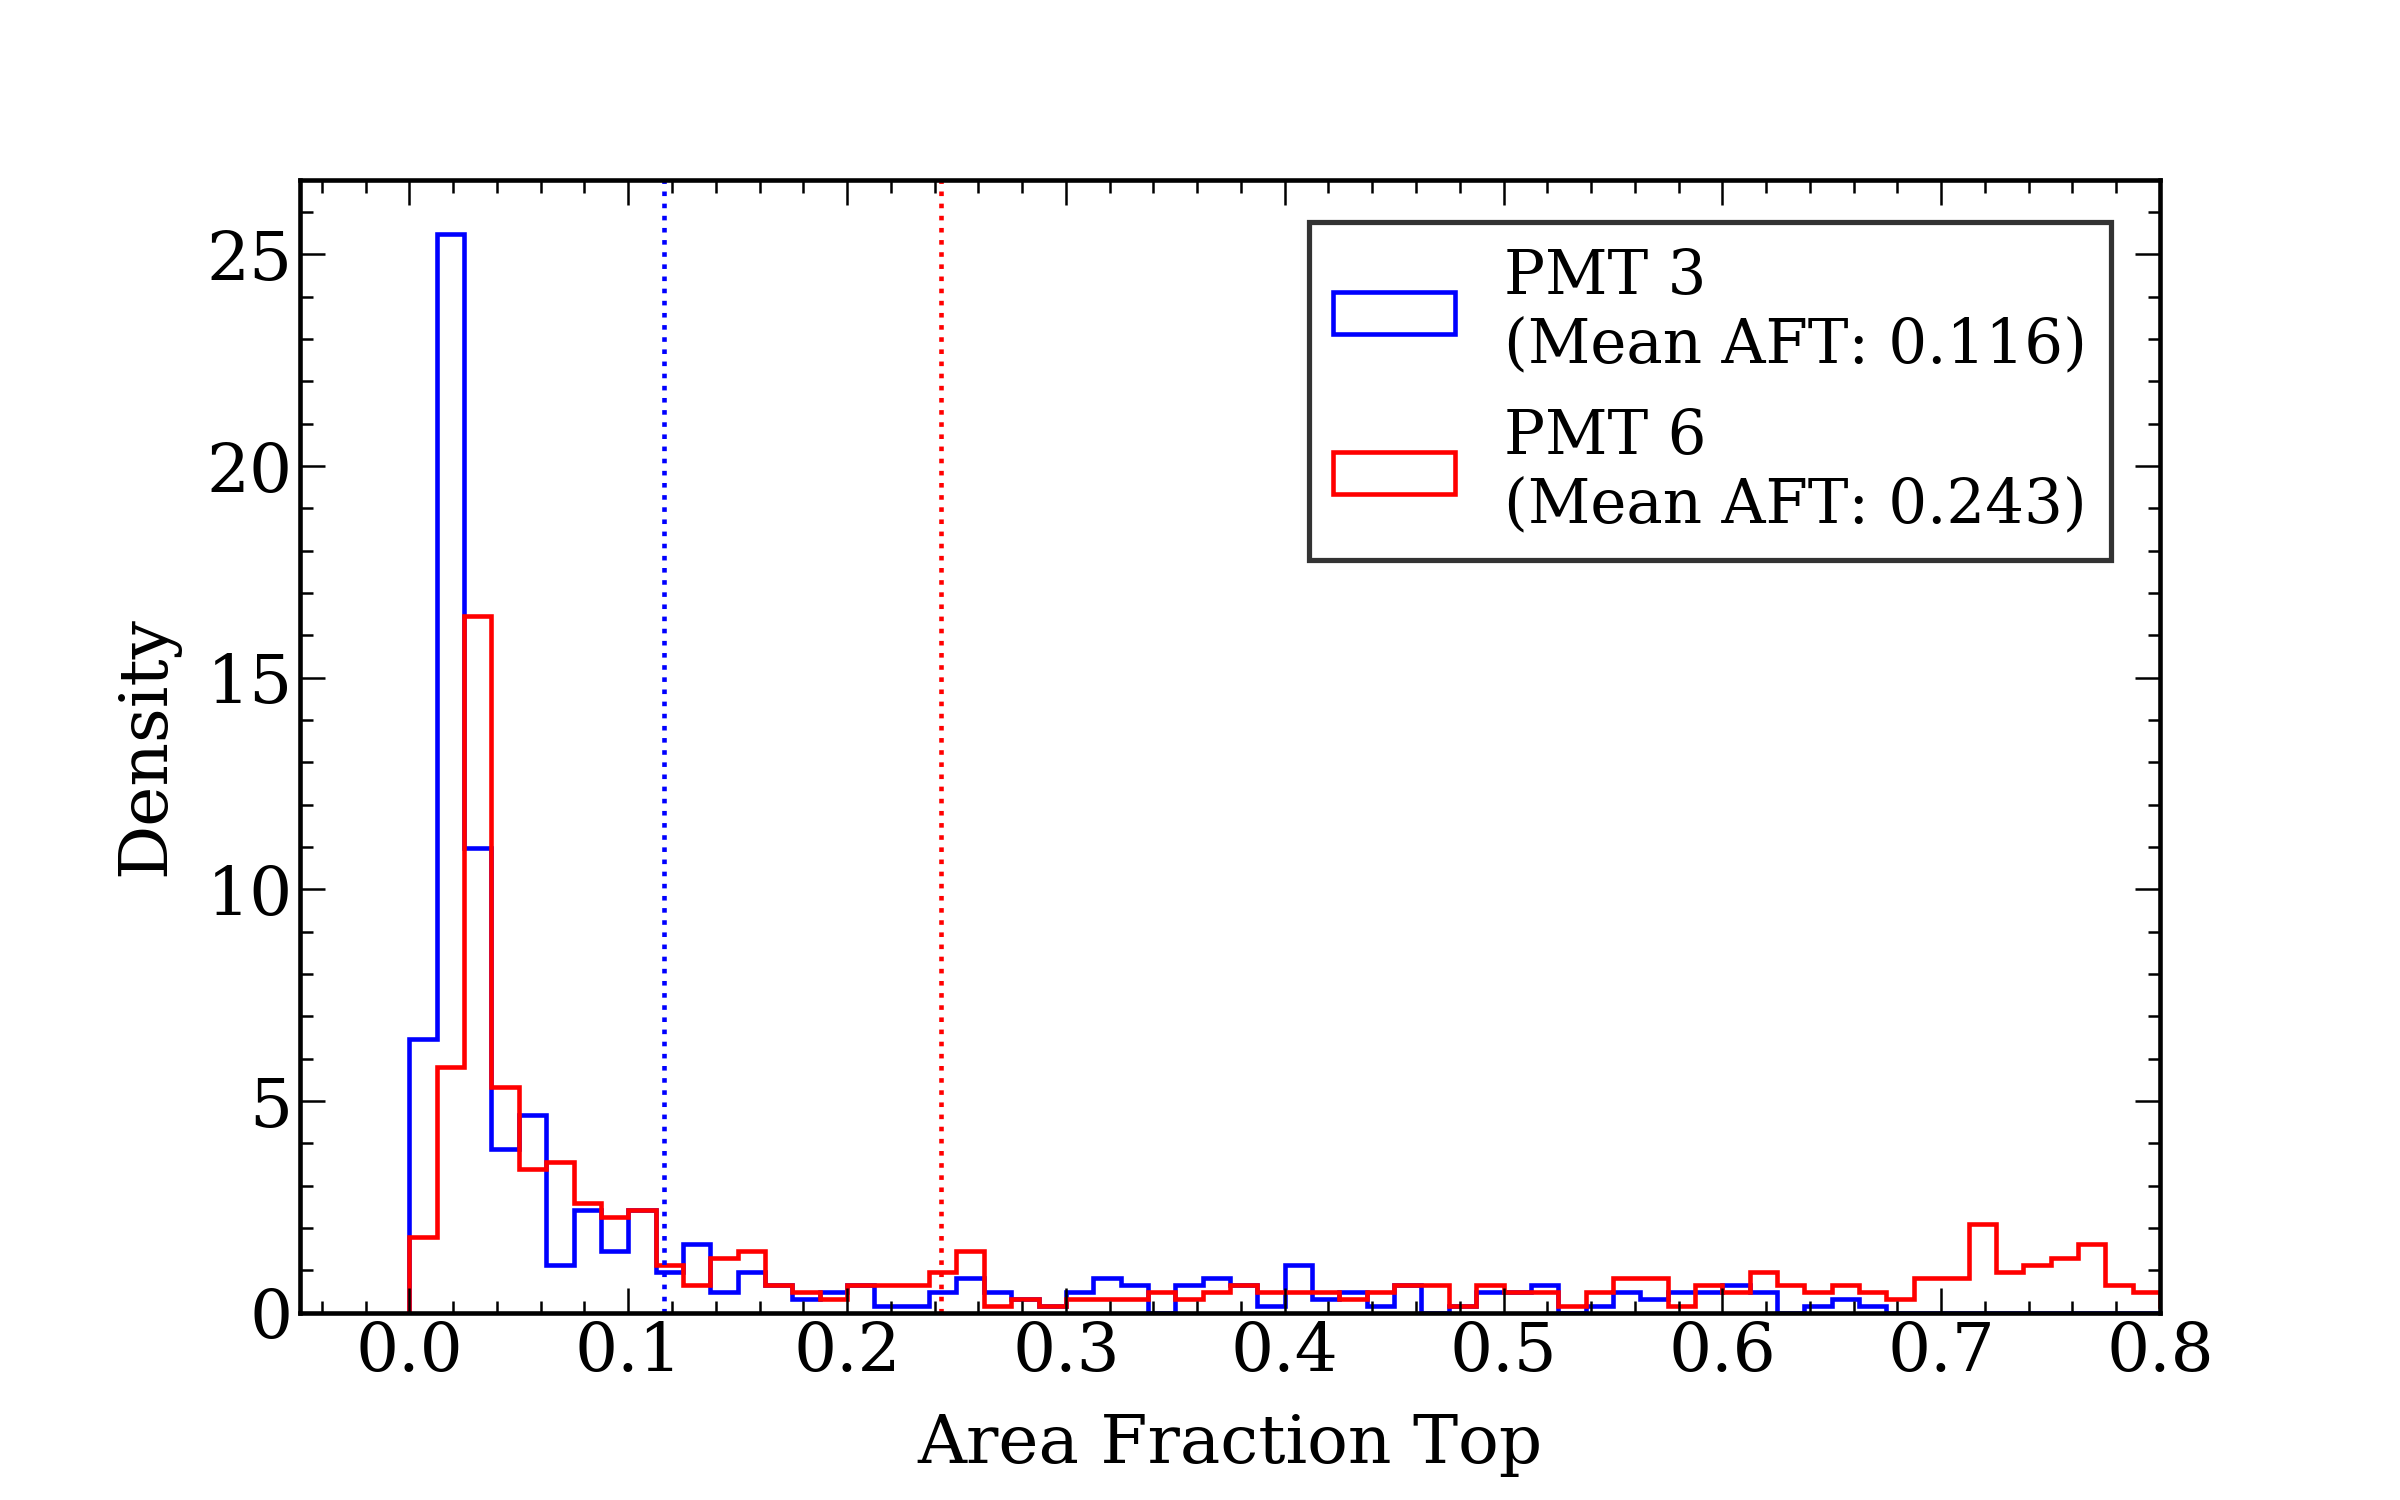 PMT 3
(Mean AFT: 0.116)
PMT 6
(Mean AFT: 0.243)
25
20
15
10
5
0
Density
0.0 0.1 0.2 0.3 0.4 0.5 0.6 0.7 0.8
Area Fraction Top